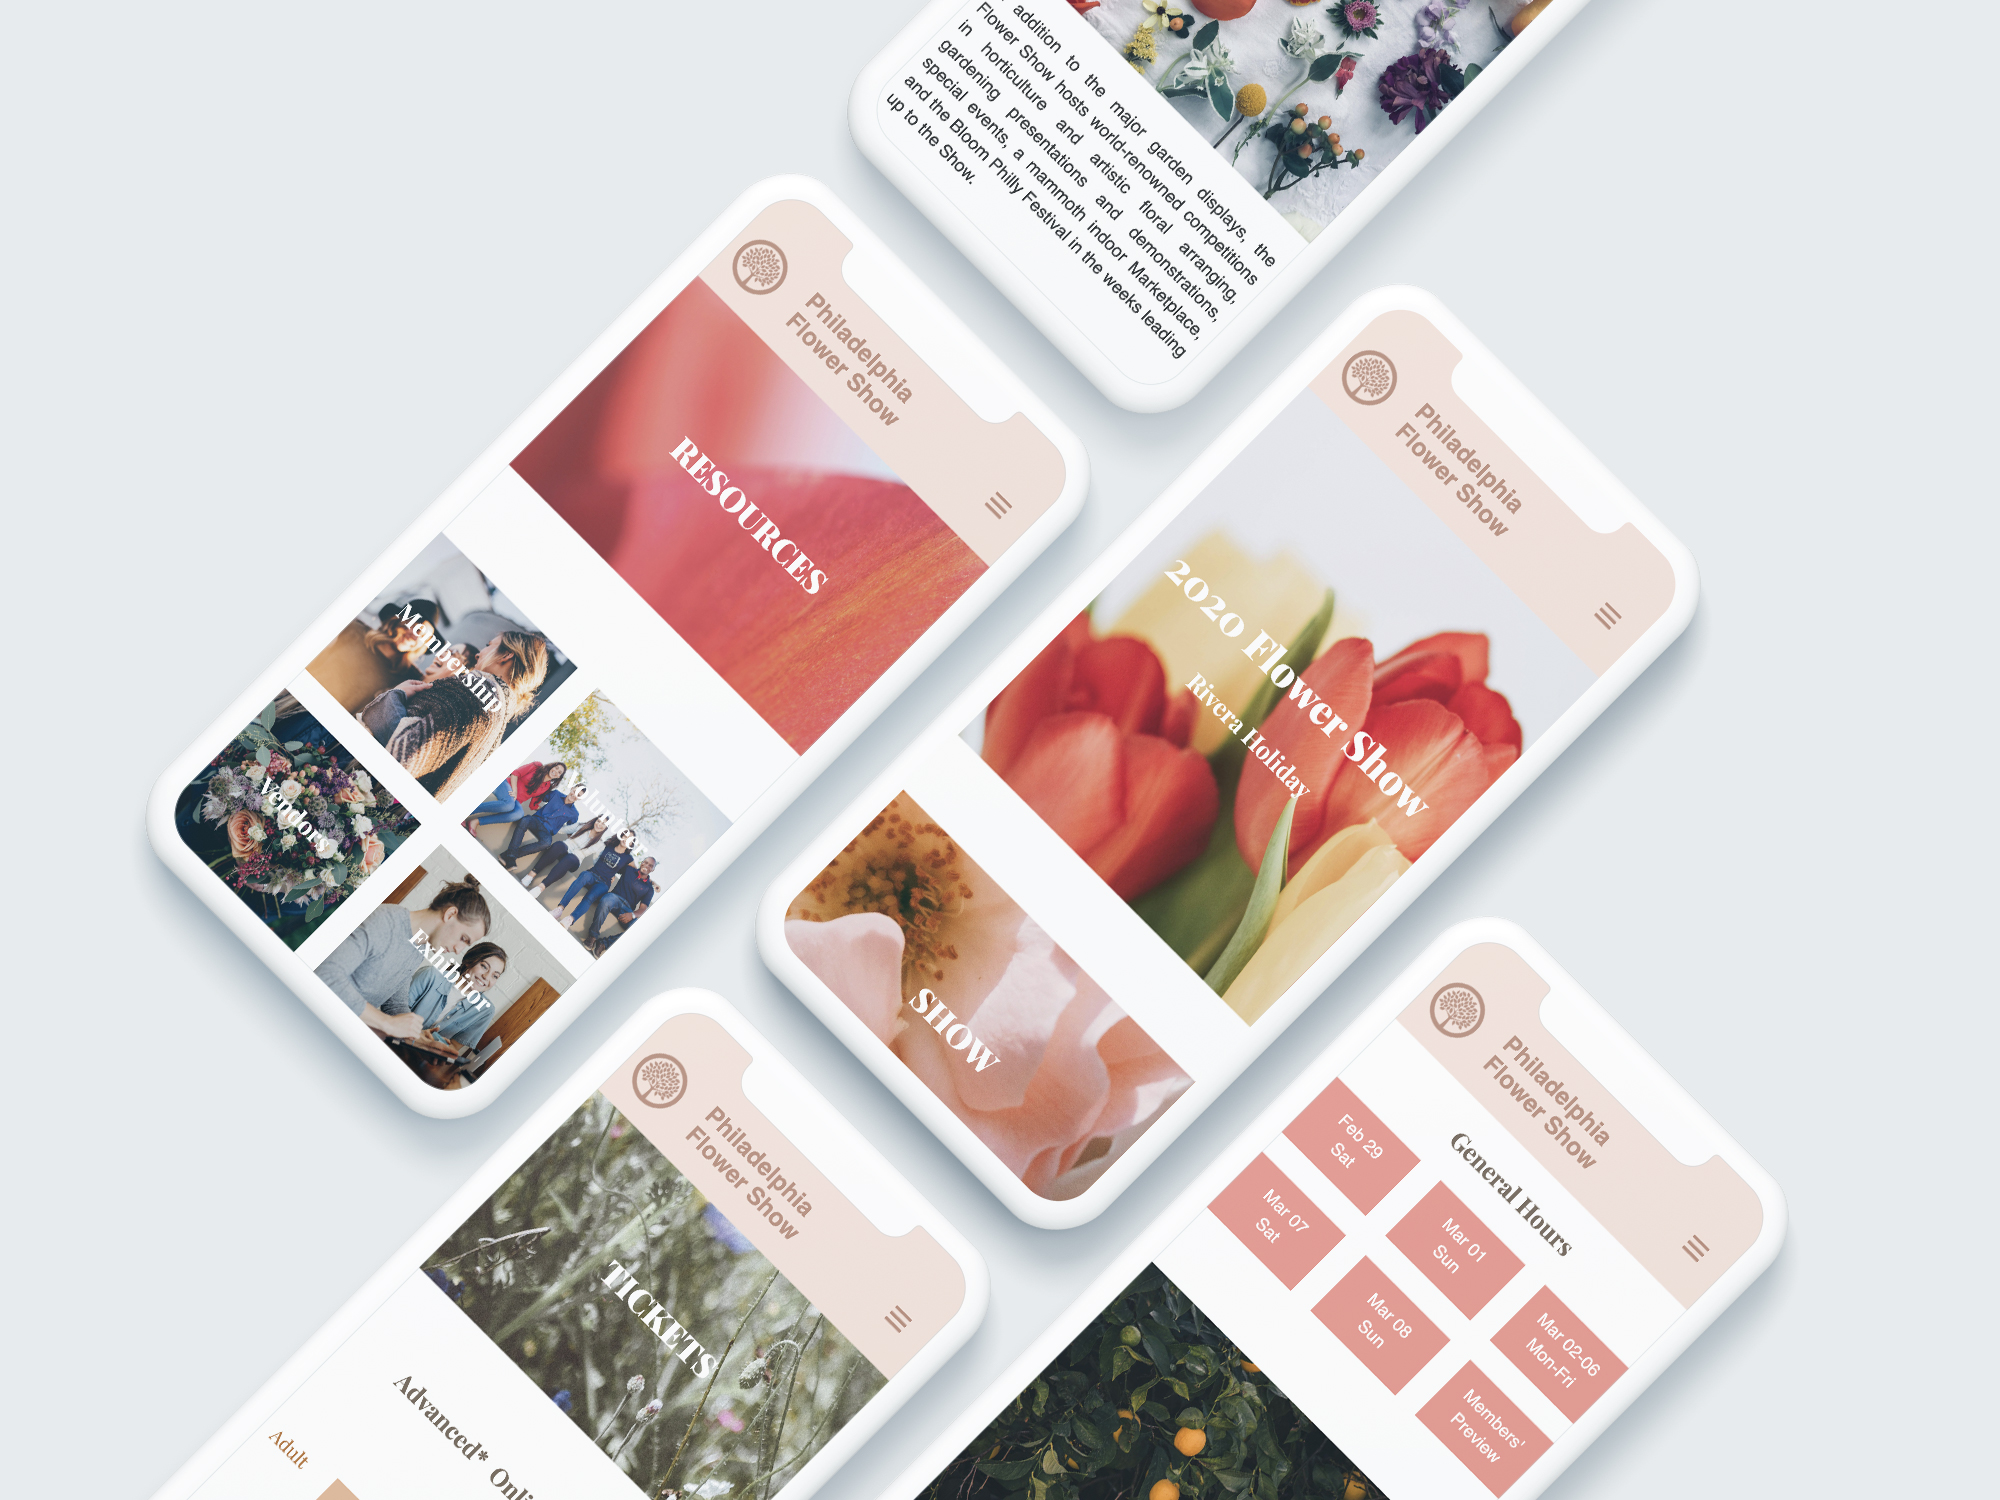 addition to the major garden displays, the
Flower Show hosts world-renowned competitions
in horticulture and artistic floral arranging,
gardening presentations and demonstrations,
special events, a mammoth indoor Marketplace,
and the Bloom Philly Festival in the weeks leading
up to the Show.
Philadelphia
Flower Show
RESOURCES
Membership
Volunteer
Vendors
Exhibitor
Philadelphia
Flower Show
2020 Flower Show
Rivera Holiday
SHOW
Philadelphia
Flower Show
TICKETS
Advanced*
Adult
Philadelphia
Flower Show
General Hours
Feb 29
Sat
Mar 01
Sun
Mar 02-06
Mon-Fri
Mar 07
Sat
Mar 08
Sun
Members'
Preview